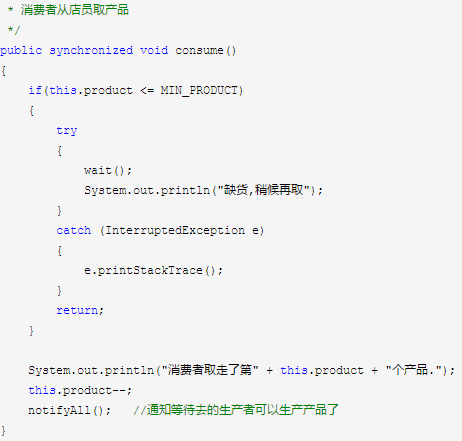 * 消费者从店员取产品
*/
public synchronized void consume()
{
if(this.product <= MIN_PRODUCT)
{
try
{
wait();
System.out.println("缺货,稍候再取");
}
catch (InterruptedException e)
{
e.printStackTrace();
}
return;
}
System.out.println("消费者取走了第" + this.product + "个产品.");
this.product--;
notifyAll();   //通知等待去的生产者可以生产产品了
}